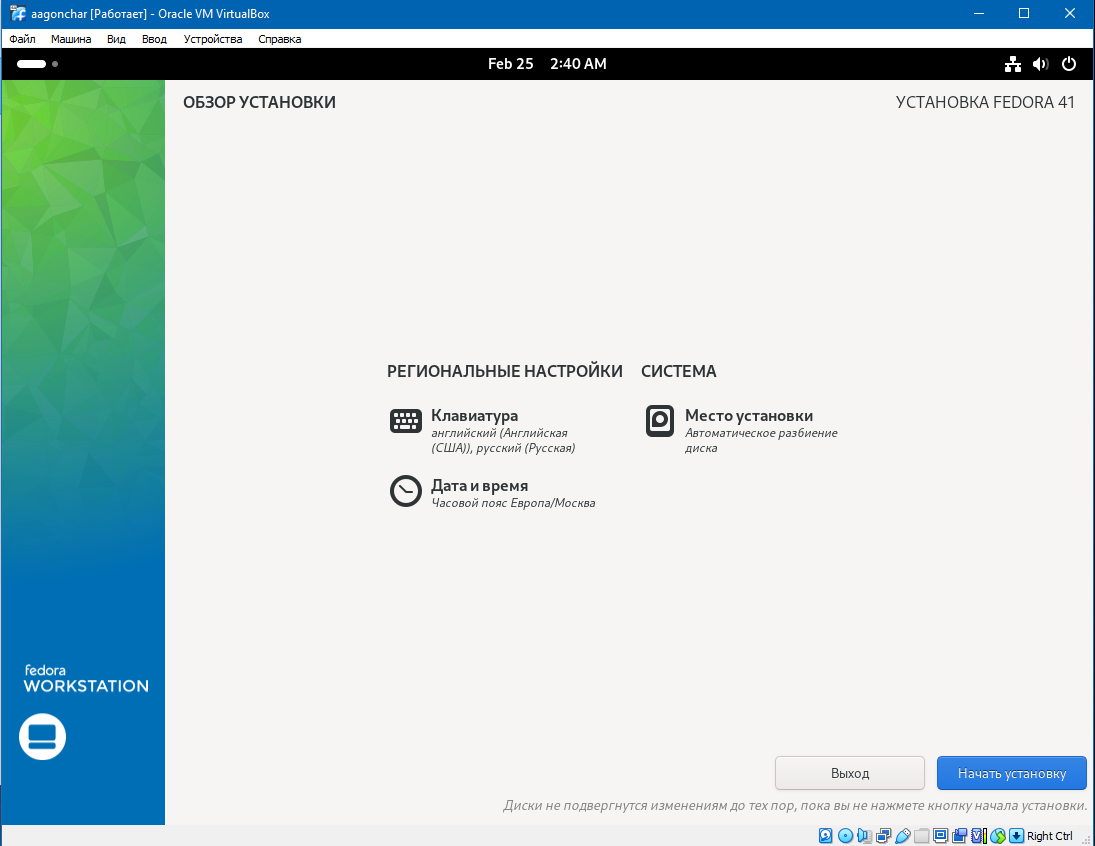 aagonchar [Работает] - Oracle VM VirtualBox
Файл Машина Вид Ввод Устройства Справка
Feb 25 2:40 AM
ОБЗОР УСТАНОВКИ
УСТАНОВКА FEDORA 41
РЕГИОНАЛЬНЫЕ НАСТРОЙКИ
Клавиатура
английский (Английская
(США)), русский (Русская)
Дата и время
Часовой пояс Европа/Москва
СИСТЕМА
Место установки
Автоматическое разбиение
диска
fedora
WORKSTATION
Выход
Начать установку
Диски не подвергнутся изменениям до тех пор, пока вы не нажмете кнопку начала установки.
Right Ctrl